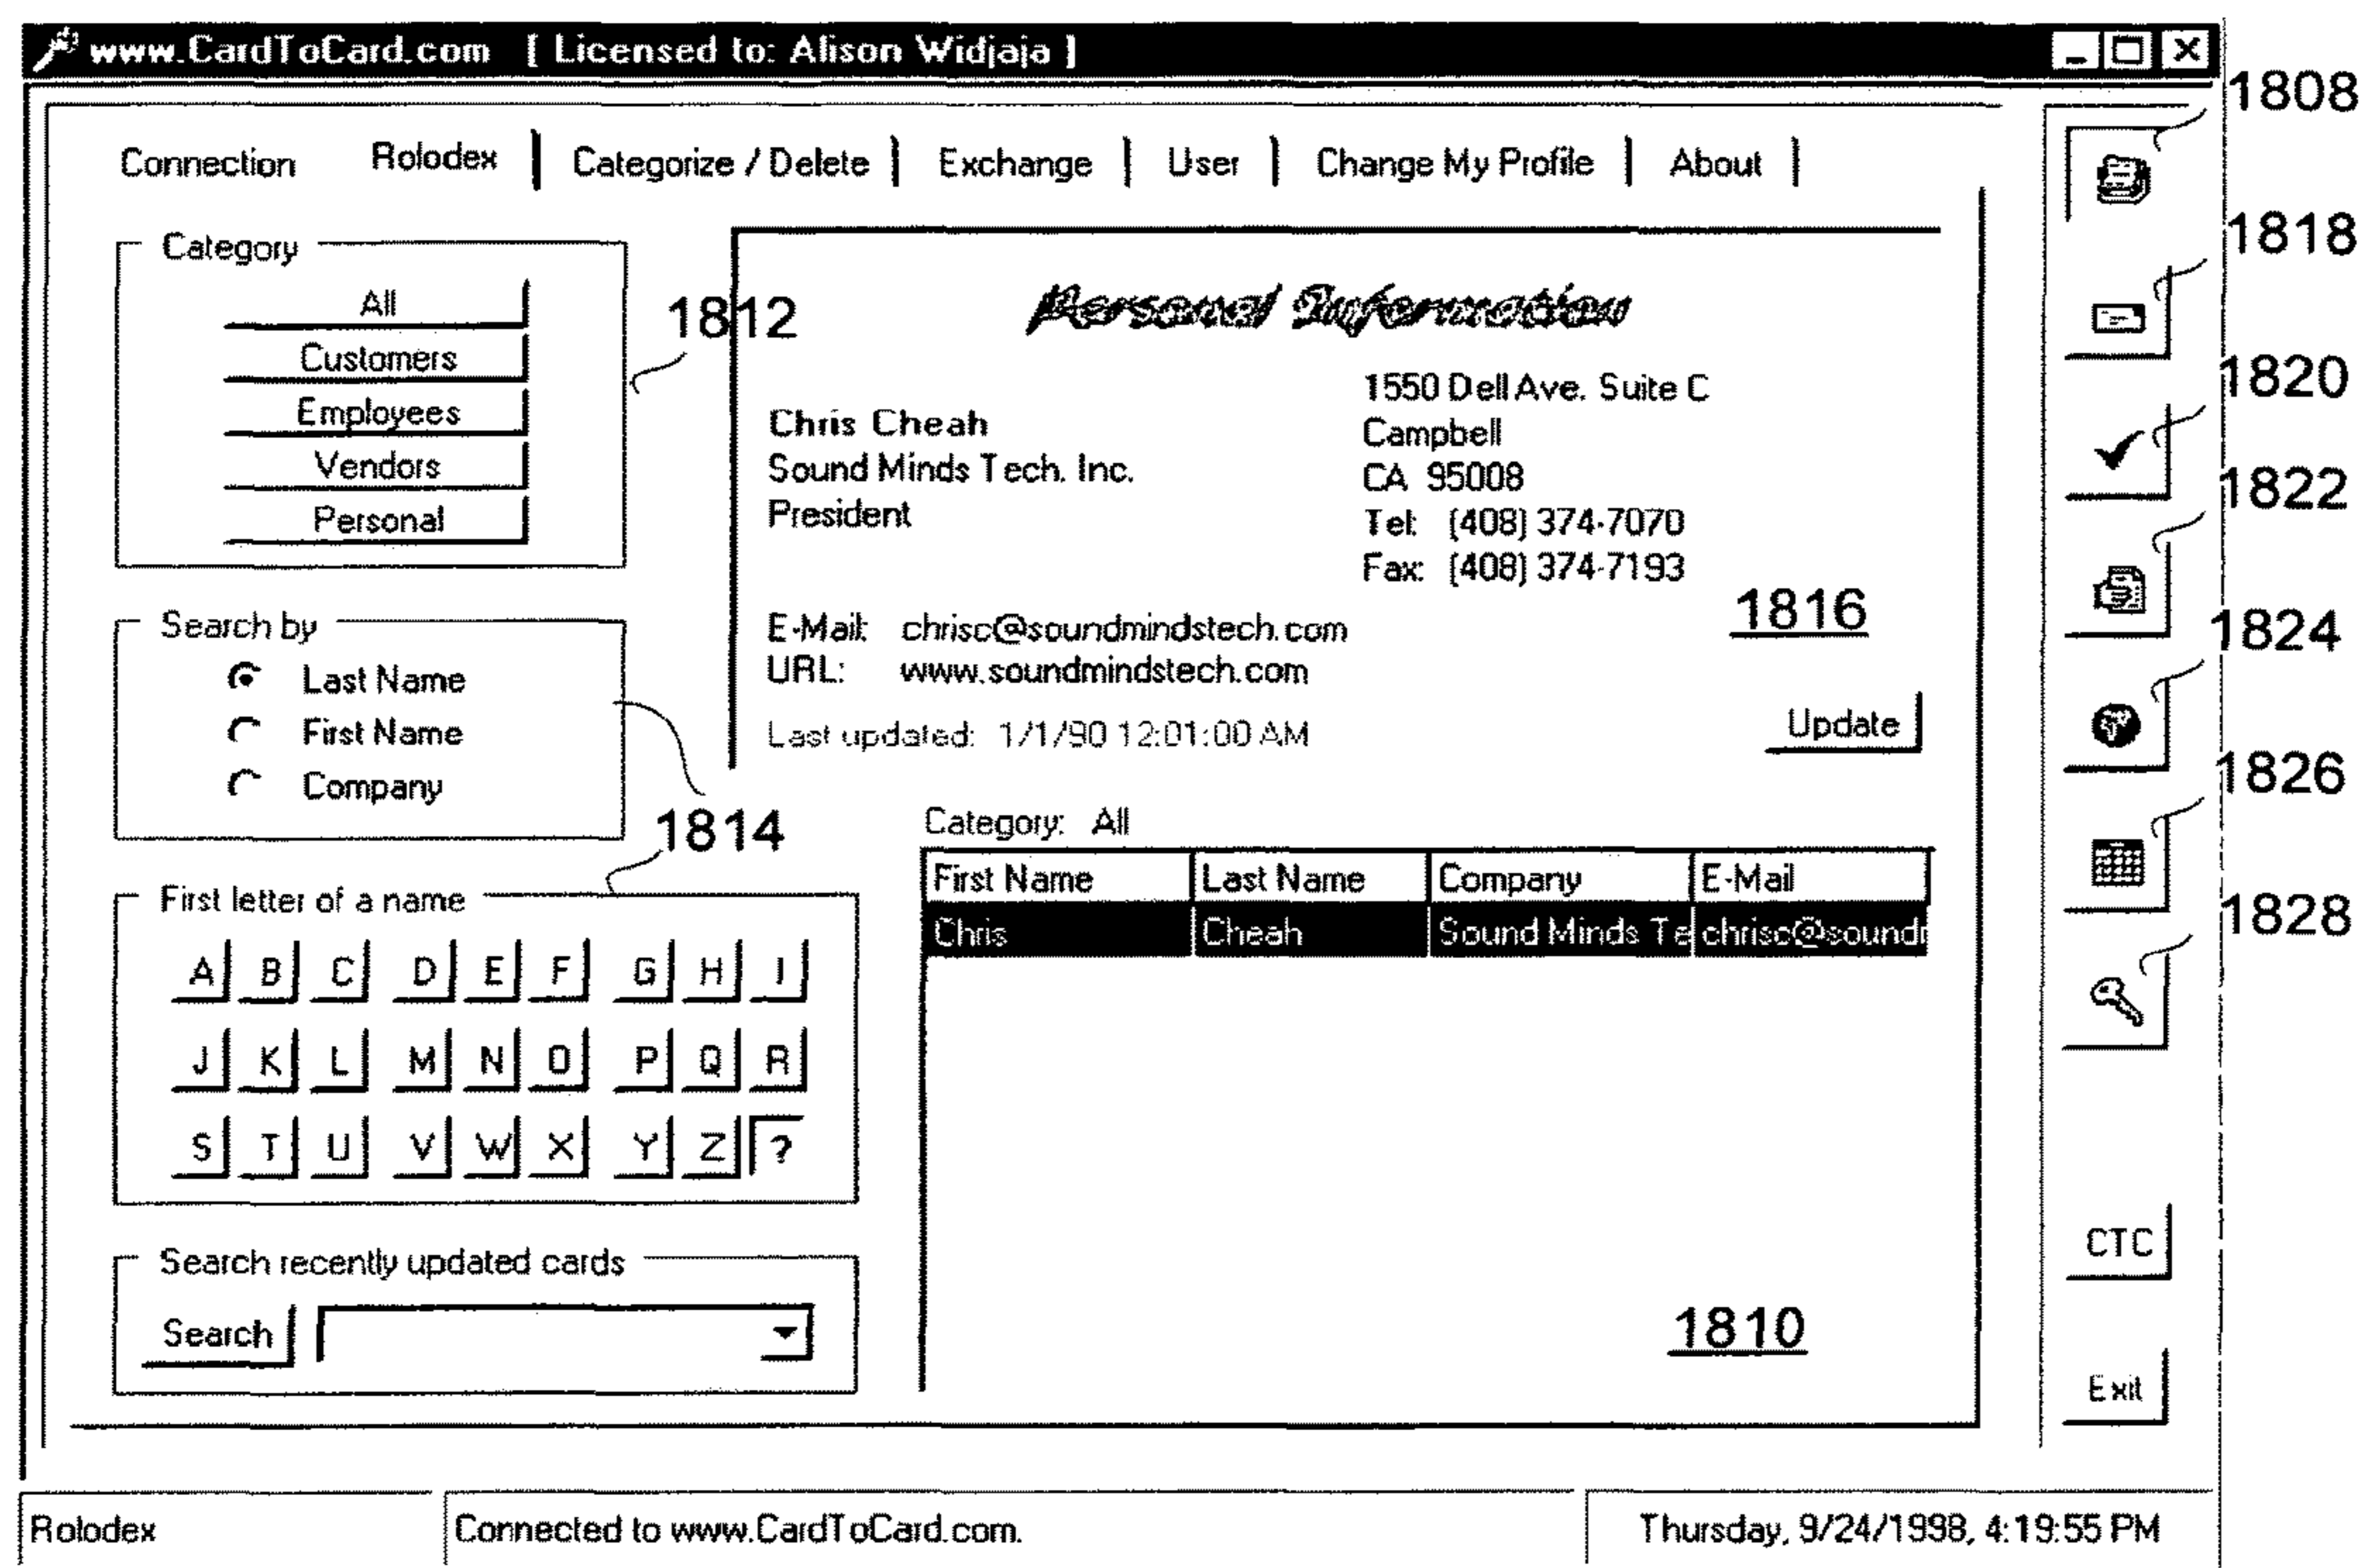 www.CardToCard.com [ Licensed to: Alison Widjaja ]
1808
Connection Rolodex Categorize / Delete Exchange User Change My Profile About
1818
Category
All
Customers
Employees
Vendors
Personal
1812
Personal Information
1820
Chris Cheah
Sound Minds Tech. Inc.
President
1550 Dell Ave. Suite C
Campbell
CA 95008
Tel: (408) 374-7070
Fax: (408) 374-7193
1822
1816
E-Mail: chrisc@soundmindstech.com
URL: www.soundmindstech.com
Last updated: 1/1/90 12:01:00 AM
Update
1824
Search by
Last Name
First Name
Company
1814
1826
Category: All
First Name Last Name Company E-Mail
Chris Cheah Sound Minds Te chrisc@soundr
1828
First letter of a name
A B C D E F G H I
J K L M N O P Q R
S T U V W X Y Z ?
Search recently updated cards
Search
1810
CTC
Exit
Rolodex Connected to www.CardToCard.com. Thursday, 9/24/1998, 4:19:55 PM